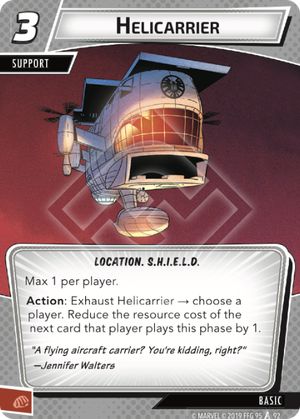 3
HELICARRIER
SUPPORT
LOCATION. S.H.I.E.L.D.
Max 1 per player.
Action: Exhaust Helicarrier → choose a
player. Reduce the resource cost of
the next card that player plays this phase by 1.
"A flying aircraft carrier? You're kidding, right?"
—Jennifer Walters
BASIC
© MARVEL © 2019 FFG 95 92